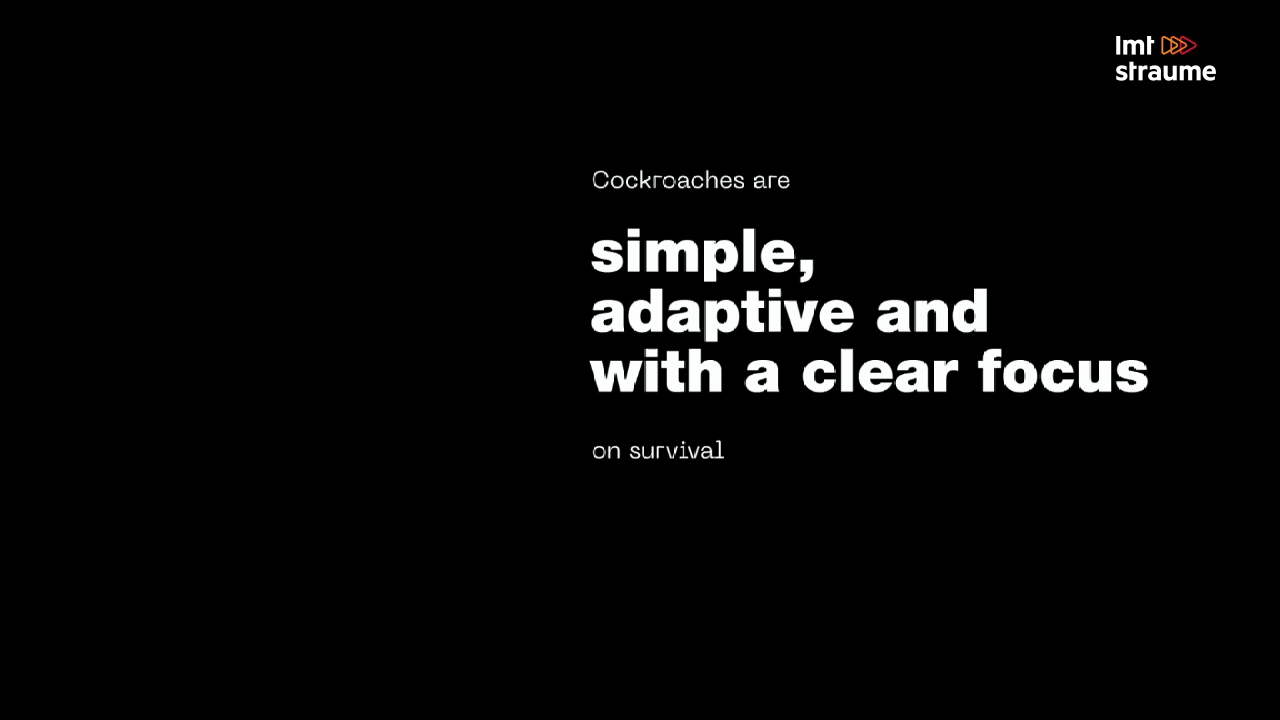 lmt
straume
Cockroaches are
simple,
adaptive and
with a clear focus
on survival